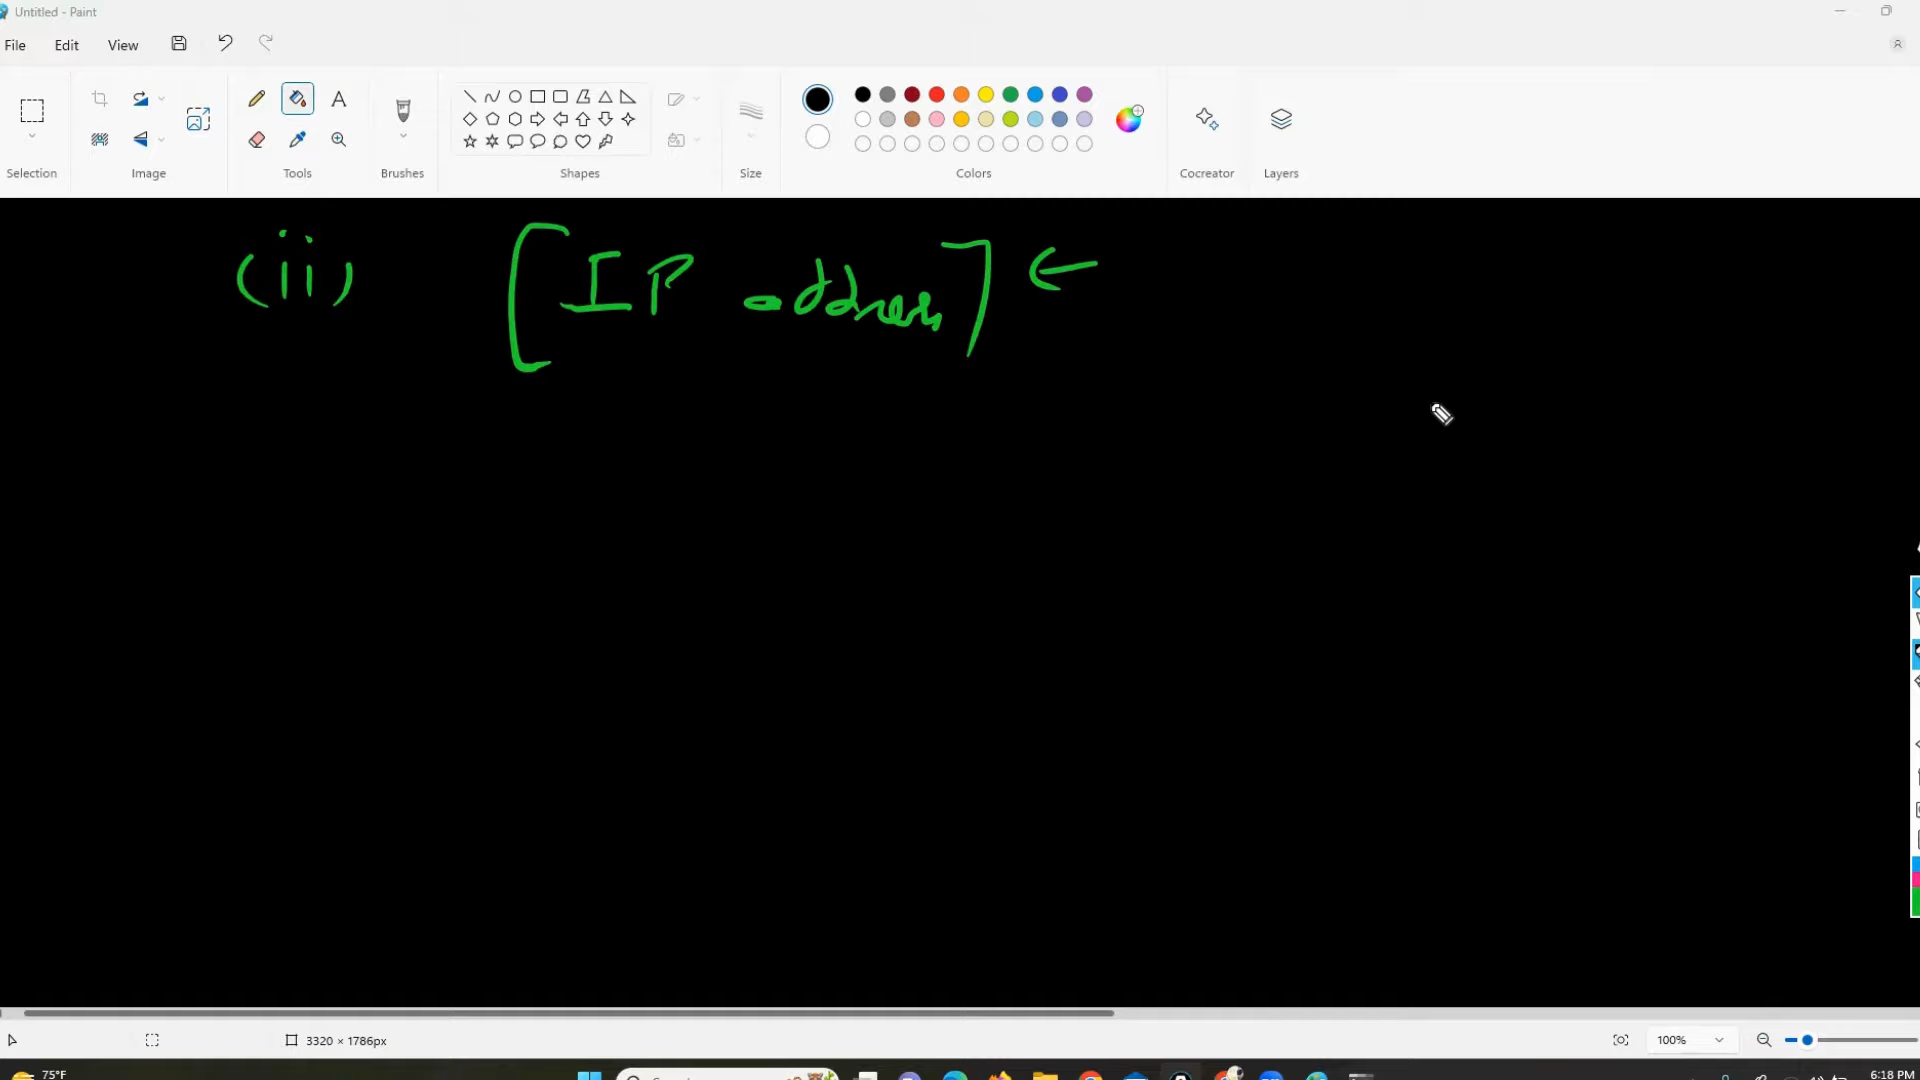 Untitled - Paint
File Edit View
Selection Image Tools Brushes Shapes Size Colors Cocreator Layers
(ii) [IP address] ←
3320 × 1786px 100%
75°F 6:18 PM